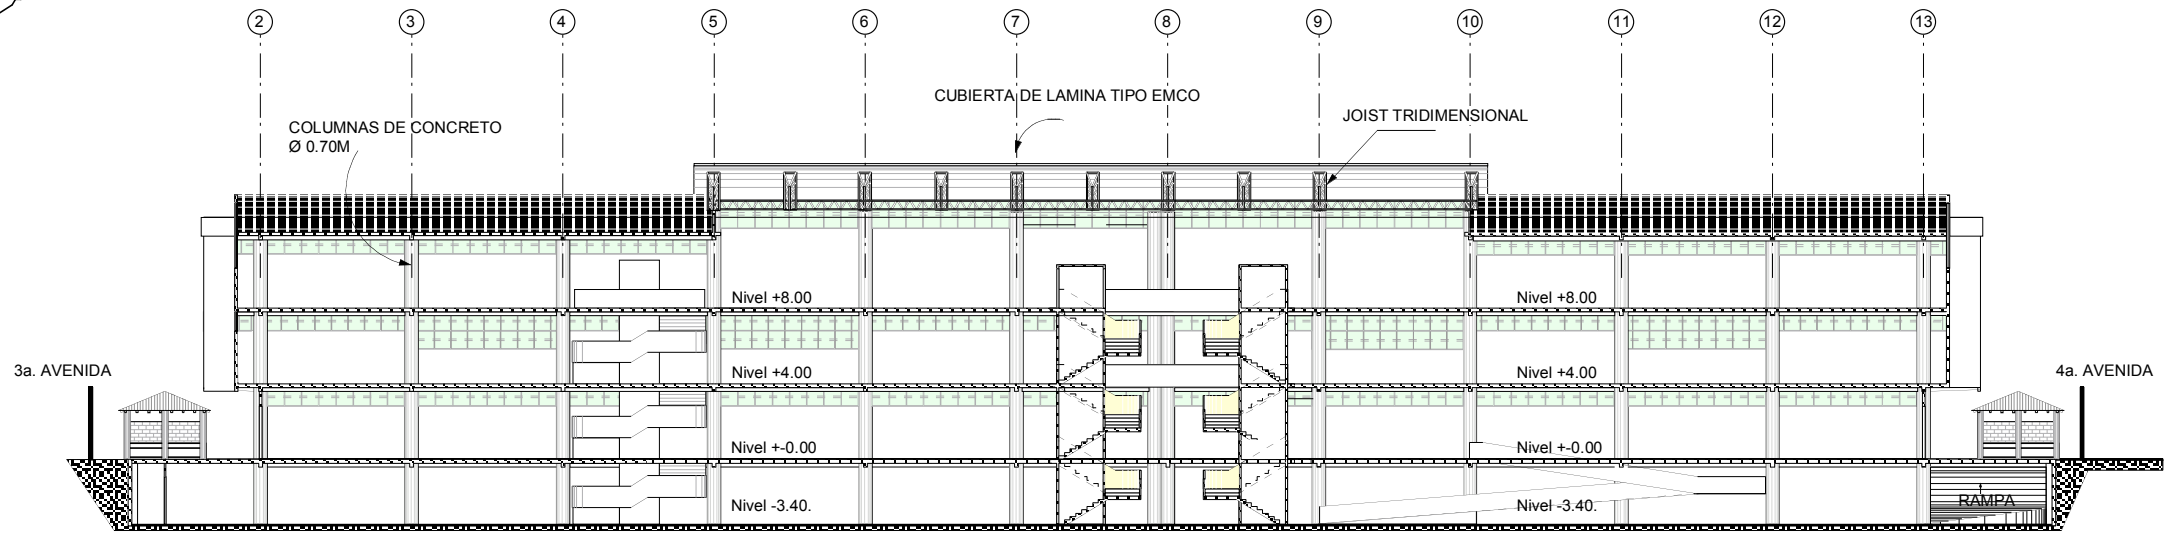 2 3 4 5 6 7 8 9 10 11 12 13
CUBIERTA DE LAMINA TIPO EMCO
JOIST TRIDIMENSIONAL
COLUMNAS DE CONCRETO
Ø 0.70M
Nivel +8.00 Nivel +8.00
3a. AVENIDA Nivel +4.00 Nivel +4.00 4a. AVENIDA
Nivel +-0.00 Nivel +-0.00
Nivel -3.40. Nivel -3.40. RAMPA